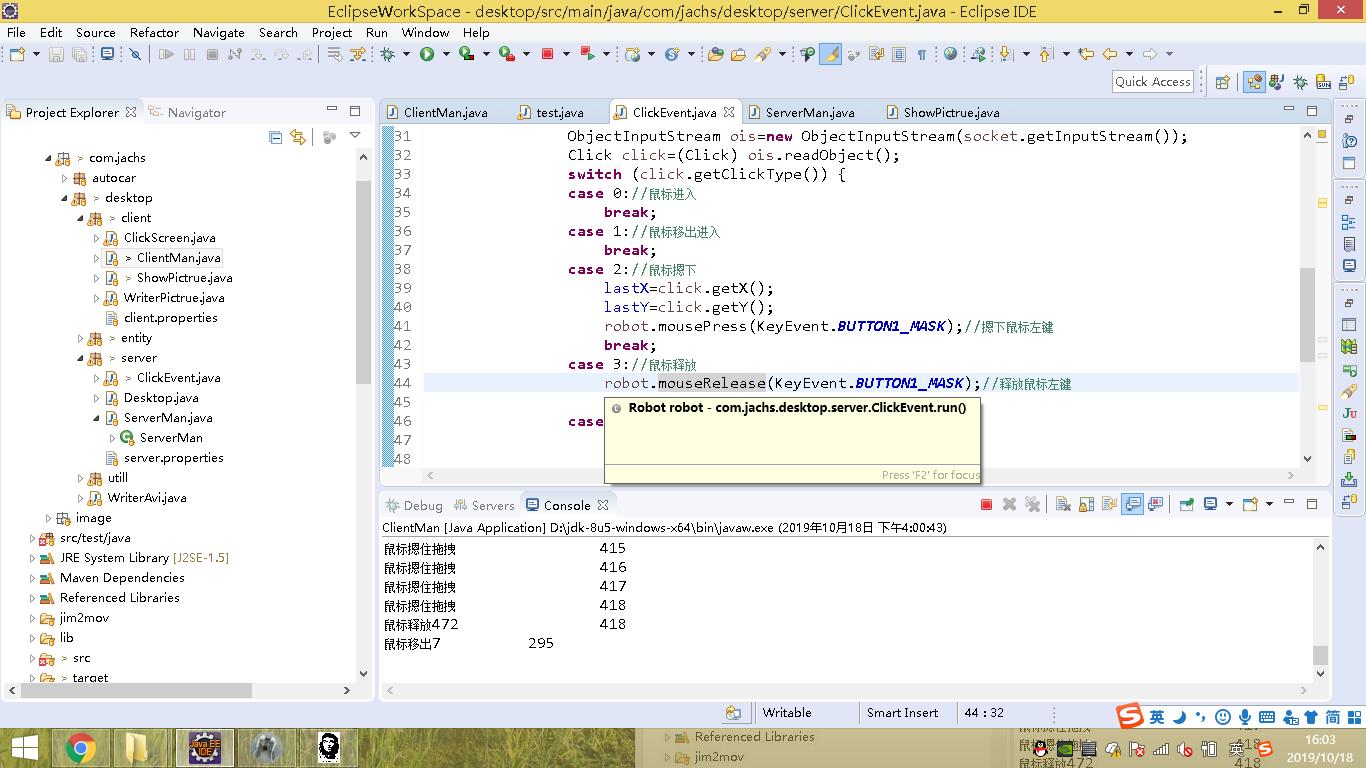 EclipseWorkSpace - desktop/src/main/java/com/jachs/desktop/server/ClickEvent.java - Eclipse IDE
File Edit Source Refactor Navigate Search Project Run Window Help
Quick Access
Project Explorer
Navigator
ClientMan.java
test.java
ClickEvent.java
ServerMan.java
ShowPictrue.java
> com.jachs
autocar
> desktop
> client
ClickScreen.java
> ClientMan.java
> ShowPictrue.java
WriterPictrue.java
client.properties
> entity
> server
> ClickEvent.java
Desktop.java
ServerMan.java
ServerMan
server.properties
utill
WriterAvi.java
image
src/test/java
JRE System Library [J2SE-1.5]
Maven Dependencies
Referenced Libraries
jim2mov
lib
> src
> target
31 ObjectInputStream ois=new ObjectInputStream(socket.getInputStream());
32 Click click=(Click) ois.readObject();
33 switch (click.getClickType()) {
34 case 0://鼠标进入
35 break;
36 case 1://鼠标移出进入
37 break;
38 case 2://鼠标摁下
39 lastX=click.getX();
40 lastY=click.getY();
41 robot.mousePress(KeyEvent.BUTTON1_MASK);//摁下鼠标左键
42 break;
43 case 3://鼠标释放
44 robot.mouseRelease(KeyEvent.BUTTON1_MASK);//释放鼠标左键
45
46 case
47
48
Robot robot - com.jachs.desktop.server.ClickEvent.run()
Press 'F2' for focus
Debug
Servers
Console
ClientMan [Java Application] D:\jdk-8u5-windows-x64\bin\javaw.exe (2019年10月18日 下午4:00:43)
鼠标摁住拖拽 415
鼠标摁住拖拽 416
鼠标摁住拖拽 417
鼠标摁住拖拽 418
鼠标释放472 418
鼠标移出7 295
Writable
Smart Insert
44 : 32
英
简
Java EE
IDE
Referenced Libraries
jim2mov
鼠标释放472 418
英
16:03
2019/10/18